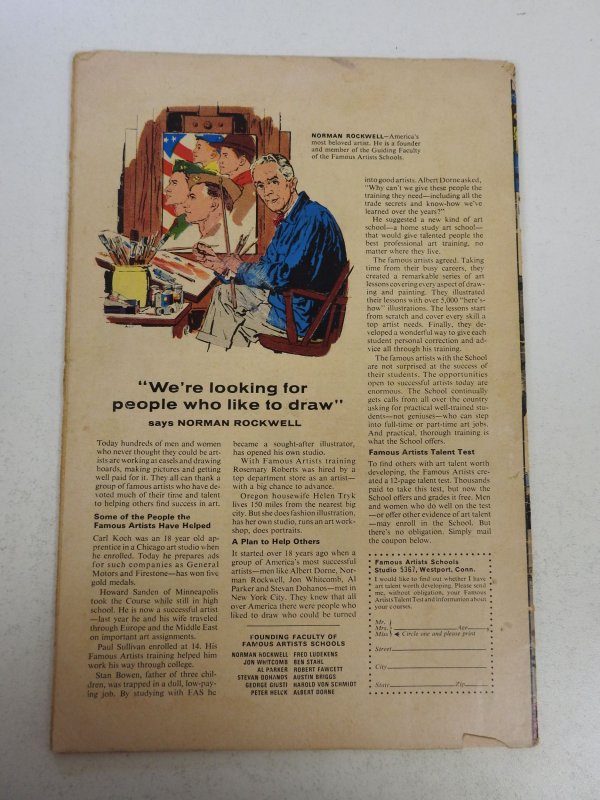 NORMAN ROCKWELL—America's
most beloved artist. He is a founder
and member of the Guiding Faculty
of the Famous Artists Schools.
"We're looking for
people who like to draw"
says NORMAN ROCKWELL
Today hundreds of men and women
who never thought they could be art-
ists are working at easels and drawing
boards, making pictures and getting
well paid for it. They all can thank a
group of famous artists who have de-
voted much of their time and talent
to helping others find success in art.
Some of the People the
Famous Artists Have Helped
Carl Koch was an 18 year old ap-
prentice in a Chicago art studio when
he enrolled. Today he prepares ads
for such companies as General
Motors and Firestone—has won five
gold medals.
Howard Sanden of Minneapolis
took the Course while still in high
school. He is now a successful artist
—last year he and his wife traveled
through Europe and the Middle East
on important art assignments.
Paul Sullivan enrolled at 14. His
Famous Artists training helped him
work his way through college.
Stan Bowen, father of three chil-
dren, was trapped in a dull, low-pay-
ing job. By studying with FAS he
became a sought-after illustrator,
has opened his own studio.
With Famous Artists training
Rosemary Roberts was hired by a
top department store as an artist—
with a big chance to advance.
Oregon housewife Helen Tryk
lives 150 miles from the nearest big
city. But she does fashion illustration,
has her own studio, runs an art work-
shop, does portraits.
A Plan to Help Others
It started over 18 years ago when a
group of America's most successful
artists—men like Albert Dorne, Nor-
man Rockwell, Jon Whitcomb, Al
Parker and Stevan Dohanos—met in
New York City. They knew that all
over America there were people who
liked to draw who could be turned
FOUNDING FACULTY OF
FAMOUS ARTISTS SCHOOLS
NORMAN ROCKWELL FRED LUDEKENS
JON WHITCOMB BEN STAHL
AL PARKER ROBERT FAWCETT
STEVAN DOHANOS AUSTIN BRIGGS
GEORGE GIUSTI HAROLD VON SCHMIDT
PETER HELCK ALBERT DORNE
into good artists. Albert Dorne asked,
"Why can't we give these people the
training they need—including all the
trade secrets and know-how we've
learned over the years?"
He suggested a new kind of art
school—a home study art school—
that would give talented people the
best professional art training, no
matter where they live.
The famous artists agreed. Taking
time from their busy careers, they
created a remarkable series of art
lessons covering every aspect of draw-
ing and painting. They illustrated
their lessons with over 5,000 "here's-
how" illustrations. The lessons start
from scratch and cover every skill a
top artist needs. Finally, they de-
veloped a wonderful way to give each
student personal correction and ad-
vice all through his training.
The famous artists with the School
are not surprised at the success of
their students. The opportunities
open to successful artists today are
enormous. The School continually
gets calls from all over the country
asking for practical well-trained stu-
dents—not geniuses—who can step
into full-time or part-time art jobs.
And practical, thorough training is
what the School offers.
Famous Artists Talent Test
To find others with art talent worth
developing, the Famous Artists cre-
ated a 12-page talent test. Thousands
paid to take this test, but now the
School offers and grades it free. Men
and women who do well on the test
—or offer other evidence of art talent
—may enroll in the School. But
there's no obligation. Simply mail
the coupon below.
Famous Artists Schools
Studio 5367, Westport, Conn.
I would like to find out whether I have
art talent worth developing. Please send
me, without obligation, your Famous
Artists Talent Test and information about
your courses.
Mr.
Mrs. Age
Miss Circle one and please print
Street
City
State Zip